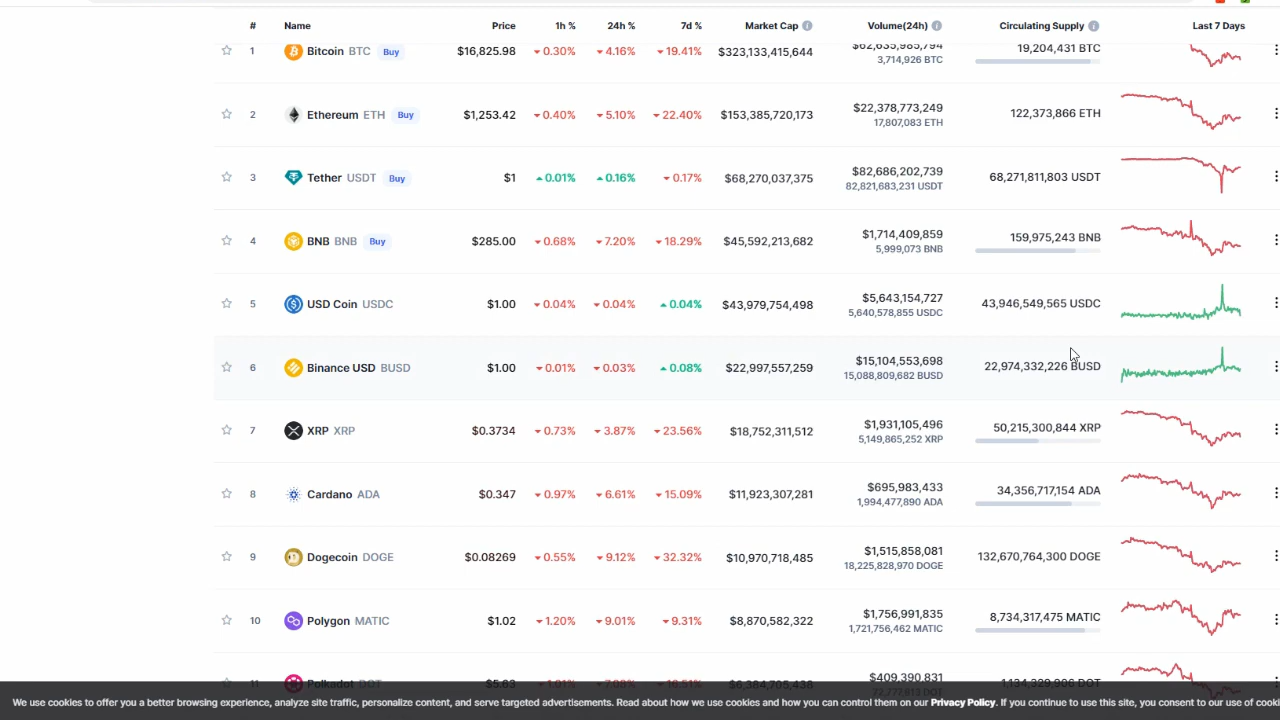 # Name Price 1h % 24h % 7d % Market Cap Volume(24h) Circulating Supply Last 7 Days
1 Bitcoin BTC Buy $16,825.98 0.30% 4.16% 19.41% $323,133,415,644 $62,635,985,794 19,204,431 BTC
3,714,926 BTC
2 Ethereum ETH Buy $1,253.42 0.40% 5.10% 22.40% $153,385,720,173 $22,378,773,249 122,373,866 ETH
17,807,083 ETH
3 Tether USDT Buy $1 0.01% 0.16% 0.17% $68,270,037,375 $82,686,202,739 68,271,811,803 USDT
82,821,683,231 USDT
4 BNB BNB Buy $285.00 0.68% 7.20% 18.29% $45,592,213,682 $1,714,409,859 159,975,243 BNB
5,999,073 BNB
5 USD Coin USDC $1.00 0.04% 0.04% 0.04% $43,979,754,498 $5,643,154,727 43,946,549,565 USDC
5,640,578,855 USDC
6 Binance USD BUSD $1.00 0.01% 0.03% 0.08% $22,997,557,259 $15,104,553,698 22,974,332,226 BUSD
15,088,809,682 BUSD
7 XRP XRP $0.3734 0.73% 3.87% 23.56% $18,752,311,512 $1,931,105,496 50,215,300,844 XRP
5,149,865,252 XRP
8 Cardano ADA $0.347 0.97% 6.61% 15.09% $11,923,307,281 $695,983,433 34,356,717,154 ADA
1,994,477,890 ADA
9 Dogecoin DOGE $0.08269 0.55% 9.12% 32.32% $10,970,718,485 $1,515,858,081 132,670,764,300 DOGE
18,225,828,970 DOGE
10 Polygon MATIC $1.02 1.20% 9.01% 9.31% $8,870,582,322 $1,756,991,835 8,734,317,475 MATIC
1,721,756,462 MATIC
11 Polkadot DOT $5.63 $409,390,831
We use cookies to offer you a better browsing experience, analyze site traffic, personalize content, and serve targeted advertisements. Read about how we use cookies and how you can control them on our Privacy Policy. If you continue to use this site, you consent to our use of